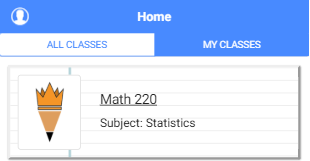 Home
ALL CLASSES MY CLASSES
Math 220
Subject: Statistics